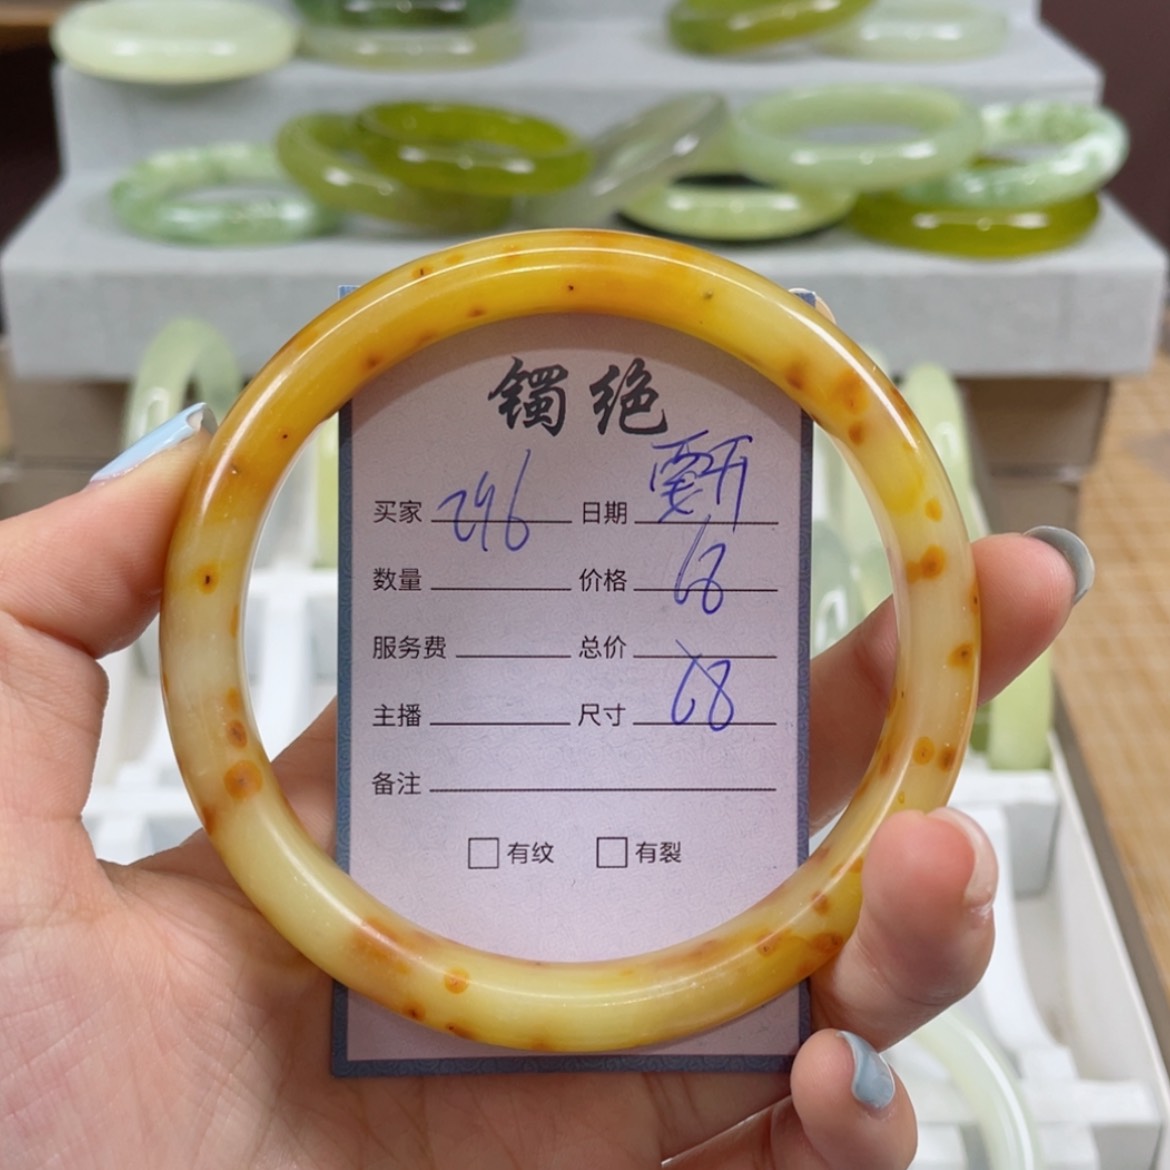 镯绝
买家 296 日期
数量 价格 68
服务费 总价
主播 尺寸 68
备注
□有纹 □有裂